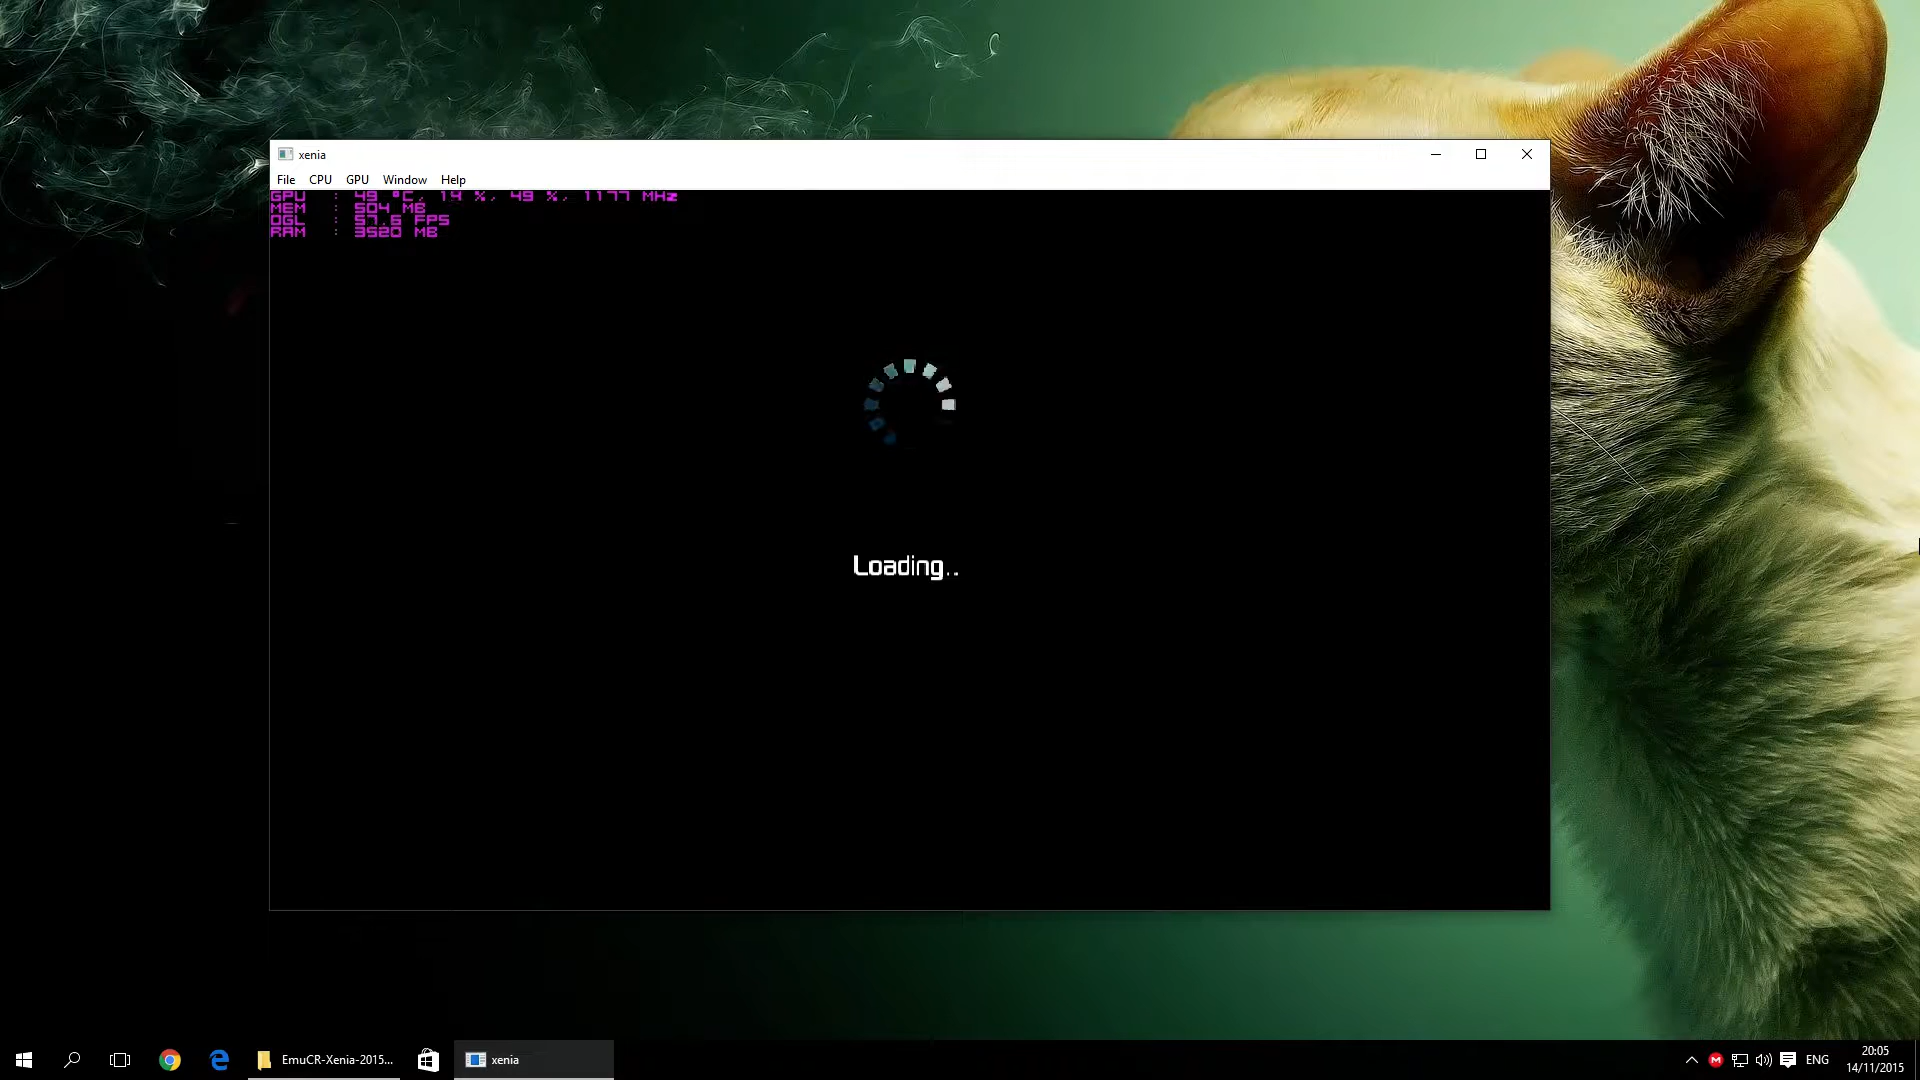 xenia
File CPU GPU Window Help
GPU : 49 °C, 19 %, 49 %, 1177 MHz
MEM : 504 MB
OGL : 57.6 FPS
RAM : 3520 MB
Loading..
EmuCR-Xenia-2015... xenia ENG 20:05
14/11/2015